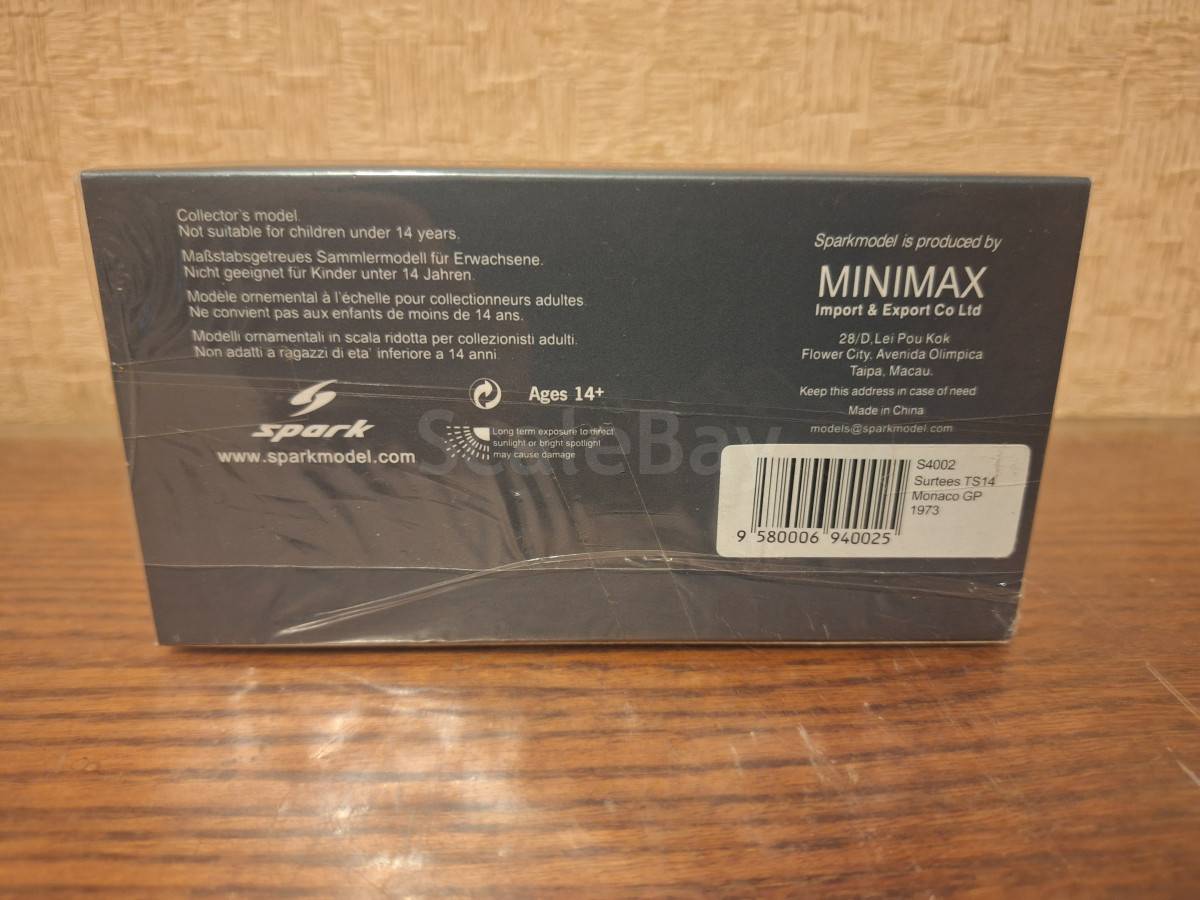 Collector's model.
Not suitable for children under 14 years.
Maßstabsgetreues Sammlermodell für Erwachsene.
Nicht geeignet für Kinder unter 14 Jahren.
Modèle ornemental à l'échelle pour collectionneurs adultes.
Ne convient pas aux enfants de moins de 14 ans.
Modelli ornamentali in scala ridotta per collezionisti adulti.
Non adatti a ragazzi di eta' inferiore a 14 anni
spark
www.sparkmodel.com
Ages 14+
Long term exposure to direct
sunlight or bright spotlight
may cause damage
ScaleBay
Sparkmodel is produced by
MINIMAX
Import & Export Co Ltd
28/D, Lei Pou Kok
Flower City, Avenida Olimpica
Taipa, Macau.
Keep this address in case of need
Made in China
models@sparkmodel.com
S4002
Surtees TS14
Monaco GP
1973
9 580006 940025